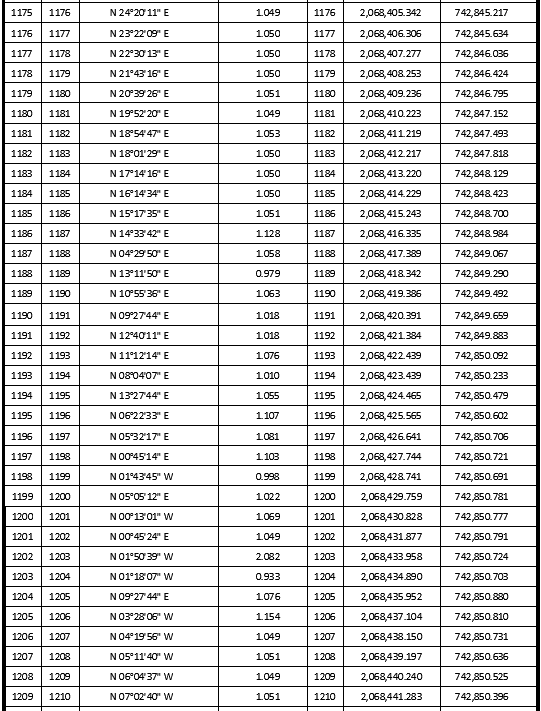 1175 1176 N 24°20'11" E 1.049 1176 2,068,405.342 742,845.217
1176 1177 N 23°22'09" E 1.050 1177 2,068,406.306 742,845.634
1177 1178 N 22°30'13" E 1.050 1178 2,068,407.277 742,846.036
1178 1179 N 21°43'16" E 1.050 1179 2,068,408.253 742,846.424
1179 1180 N 20°39'26" E 1.051 1180 2,068,409.236 742,846.795
1180 1181 N 19°52'20" E 1.049 1181 2,068,410.223 742,847.152
1181 1182 N 18°54'47" E 1.053 1182 2,068,411.219 742,847.493
1182 1183 N 18°01'29" E 1.050 1183 2,068,412.217 742,847.818
1183 1184 N 17°14'16" E 1.050 1184 2,068,413.220 742,848.129
1184 1185 N 16°14'34" E 1.050 1185 2,068,414.229 742,848.423
1185 1186 N 15°17'35" E 1.051 1186 2,068,415.243 742,848.700
1186 1187 N 14°33'42" E 1.128 1187 2,068,416.335 742,848.984
1187 1188 N 04°29'50" E 1.058 1188 2,068,417.389 742,849.067
1188 1189 N 13°11'50" E 0.979 1189 2,068,418.342 742,849.290
1189 1190 N 10°55'36" E 1.063 1190 2,068,419.386 742,849.492
1190 1191 N 09°27'44" E 1.018 1191 2,068,420.391 742,849.659
1191 1192 N 12°40'11" E 1.018 1192 2,068,421.384 742,849.883
1192 1193 N 11°12'14" E 1.076 1193 2,068,422.439 742,850.092
1193 1194 N 08°04'07" E 1.010 1194 2,068,423.439 742,850.233
1194 1195 N 13°27'44" E 1.055 1195 2,068,424.465 742,850.479
1195 1196 N 06°22'33" E 1.107 1196 2,068,425.565 742,850.602
1196 1197 N 05°32'17" E 1.081 1197 2,068,426.641 742,850.706
1197 1198 N 00°45'14" E 1.103 1198 2,068,427.744 742,850.721
1198 1199 N 01°43'45" W 0.998 1199 2,068,428.741 742,850.691
1199 1200 N 05°05'12" E 1.022 1200 2,068,429.759 742,850.781
1200 1201 N 00°13'01" W 1.069 1201 2,068,430.828 742,850.777
1201 1202 N 00°45'24" E 1.049 1202 2,068,431.877 742,850.791
1202 1203 N 01°50'39" W 2.082 1203 2,068,433.958 742,850.724
1203 1204 N 01°18'07" W 0.933 1204 2,068,434.890 742,850.703
1204 1205 N 09°27'44" E 1.076 1205 2,068,435.952 742,850.880
1205 1206 N 03°28'06" W 1.154 1206 2,068,437.104 742,850.810
1206 1207 N 04°19'56" W 1.049 1207 2,068,438.150 742,850.731
1207 1208 N 05°11'40" W 1.051 1208 2,068,439.197 742,850.636
1208 1209 N 06°04'37" W 1.049 1209 2,068,440.240 742,850.525
1209 1210 N 07°02'40" W 1.051 1210 2,068,441.283 742,850.396